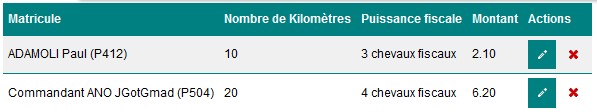 Matricule Nombre de Kilomètres Puissance fiscale Montant Actions
ADAMOLI Paul (P412) 10 3 chevaux fiscaux 2.10
Commandant ANO JGotGmad (P504) 20 4 chevaux fiscaux 6.20